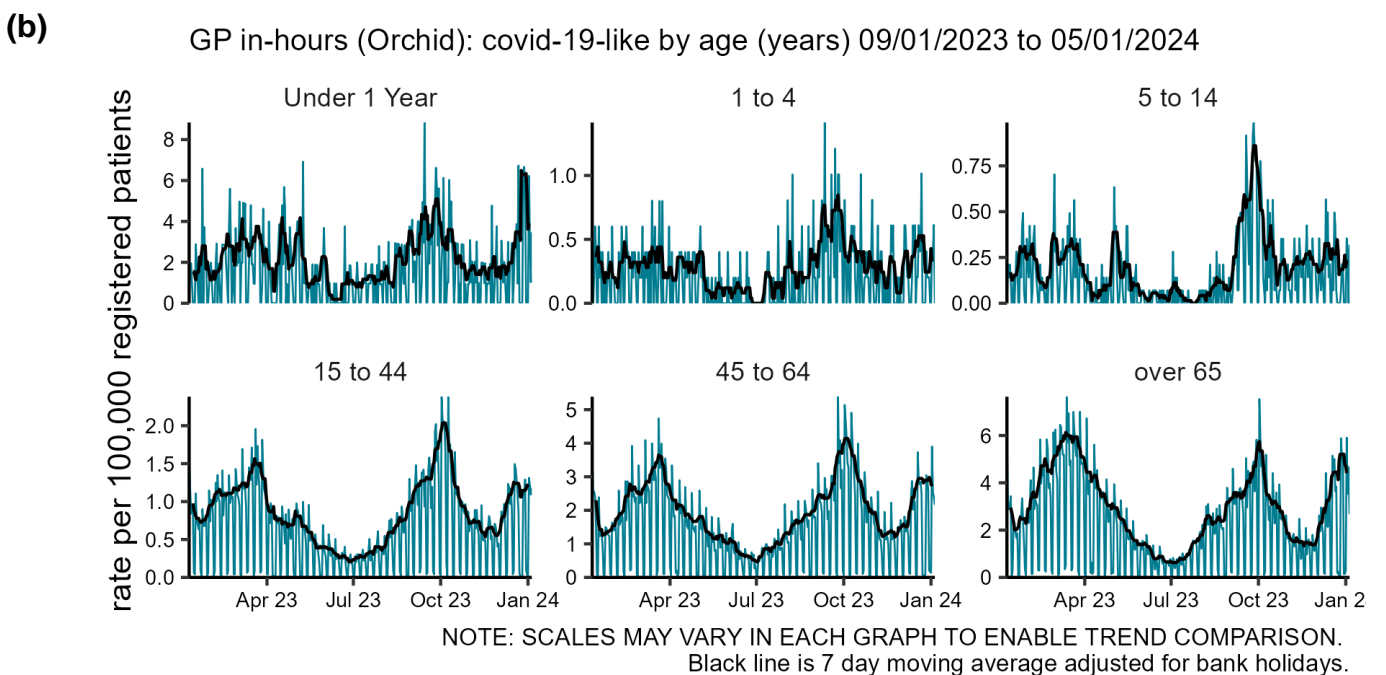 (b)
GP in-hours (Orchid): covid-19-like by age (years) 09/01/2023 to 05/01/2024
rate per 100,000 registered patients
Under 1 Year
8
6
4
2
0
1 to 4
1.0
0.5
0.0
5 to 14
0.75
0.50
0.25
0.00
15 to 44
2.0
1.5
1.0
0.5
0.0
Apr 23 Jul 23 Oct 23 Jan 24
45 to 64
5
4
3
2
1
0
Apr 23 Jul 23 Oct 23 Jan 24
over 65
6
4
2
0
Apr 23 Jul 23 Oct 23 Jan 2
NOTE: SCALES MAY VARY IN EACH GRAPH TO ENABLE TREND COMPARISON.
Black line is 7 day moving average adjusted for bank holidays.